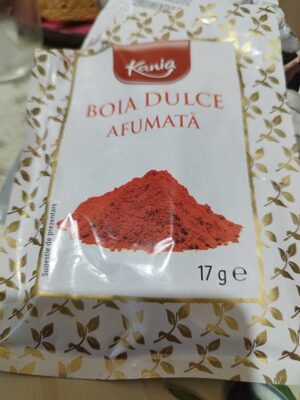 Kania
BOIA DULCE
AFUMATĂ
Sugestie de prezentare
17 g e